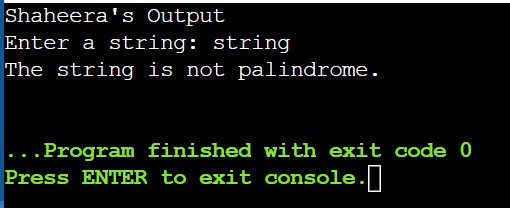 Shaheera's Output
Enter a string: string
The string is not palindrome.
...Program finished with exit code 0
Press ENTER to exit console.